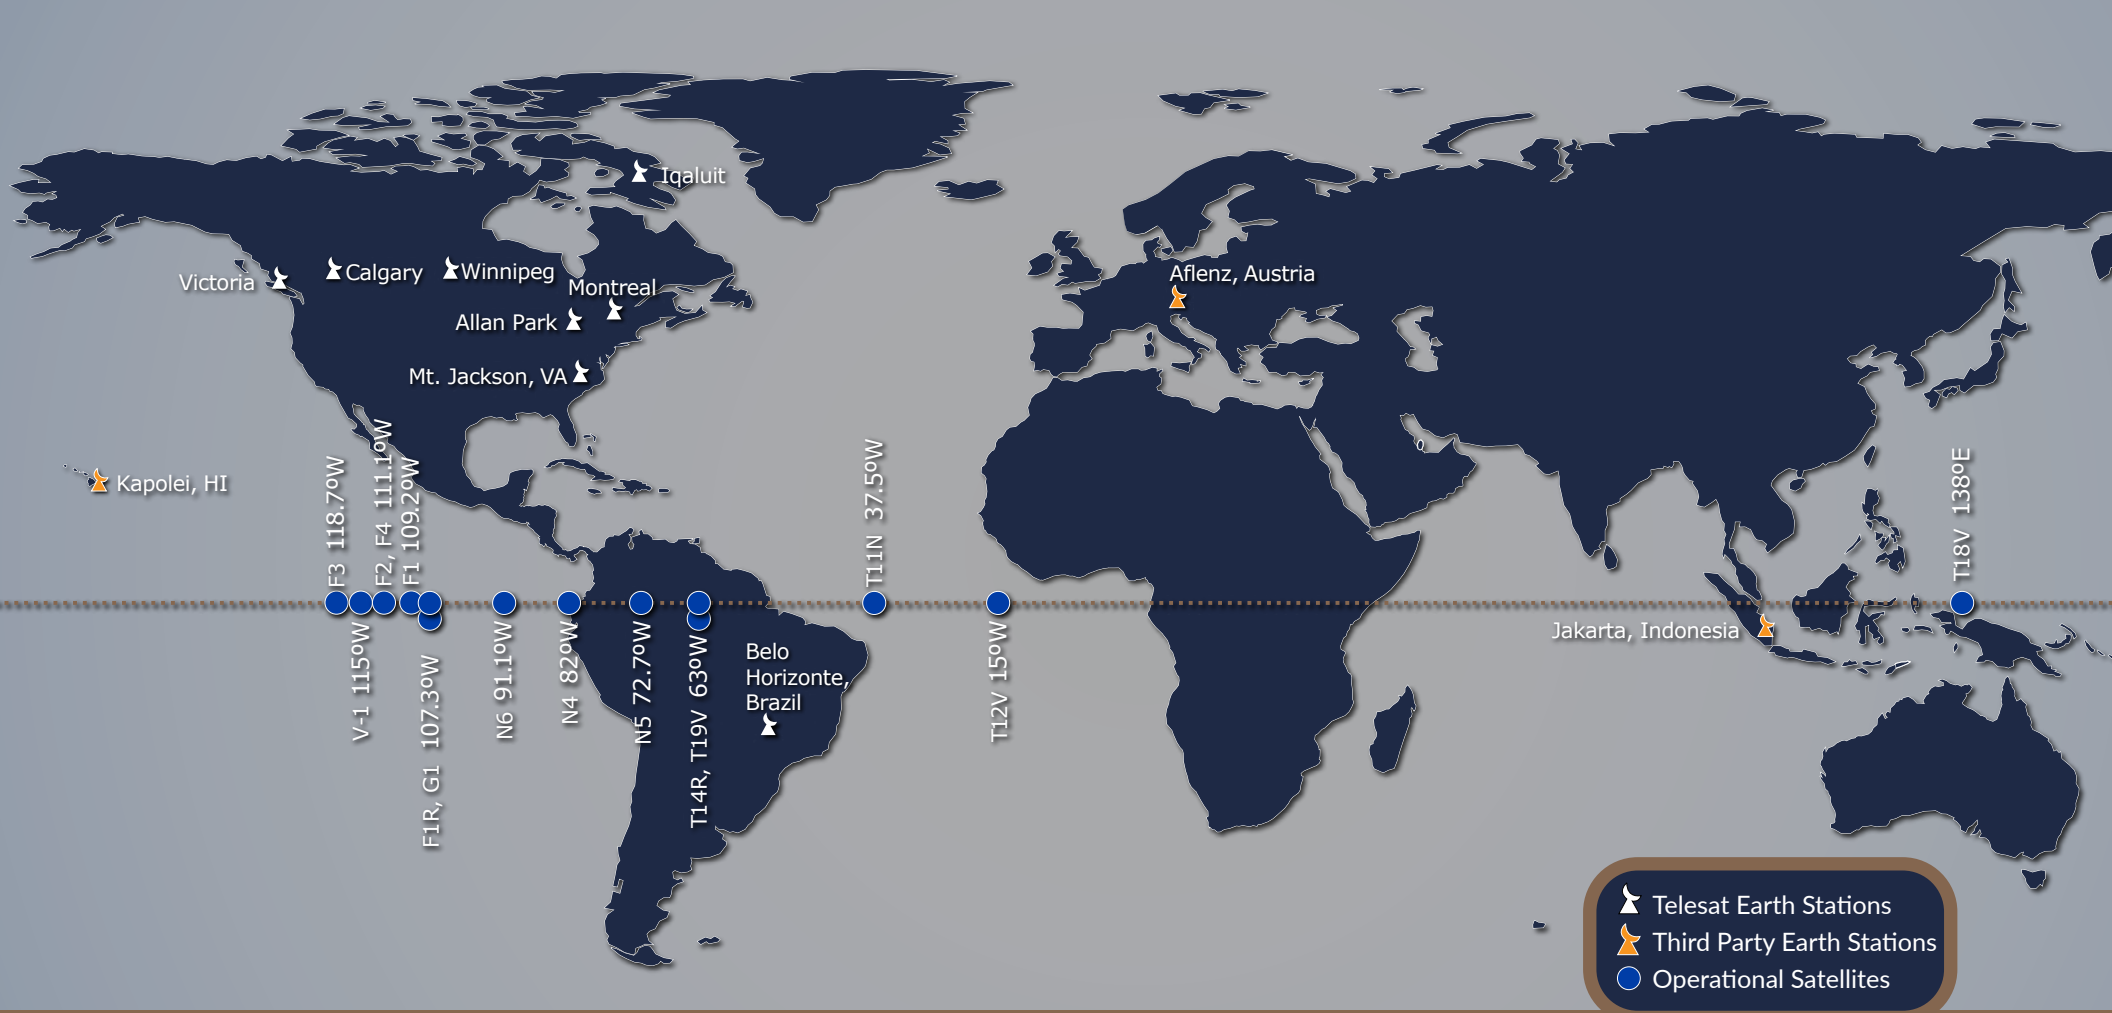 Iqaluit
Victoria
Calgary
Winnipeg
Montreal
Allan Park
Mt. Jackson, VA
Aflenz, Austria
Kapolei, HI
F3 118.7ºW
F2, F4 111.1ºW
F1 109.2ºW
T11N 37.5ºW
T18V 138ºE
V-1 115ºW
F1R, G1 107.3ºW
N6 91.1ºW
N4 82ºW
N5 72.7ºW
T14R, T19V 63ºW
T12V 15ºW
Belo
Horizonte,
Brazil
Jakarta, Indonesia
Telesat Earth Stations
Third Party Earth Stations
Operational Satellites